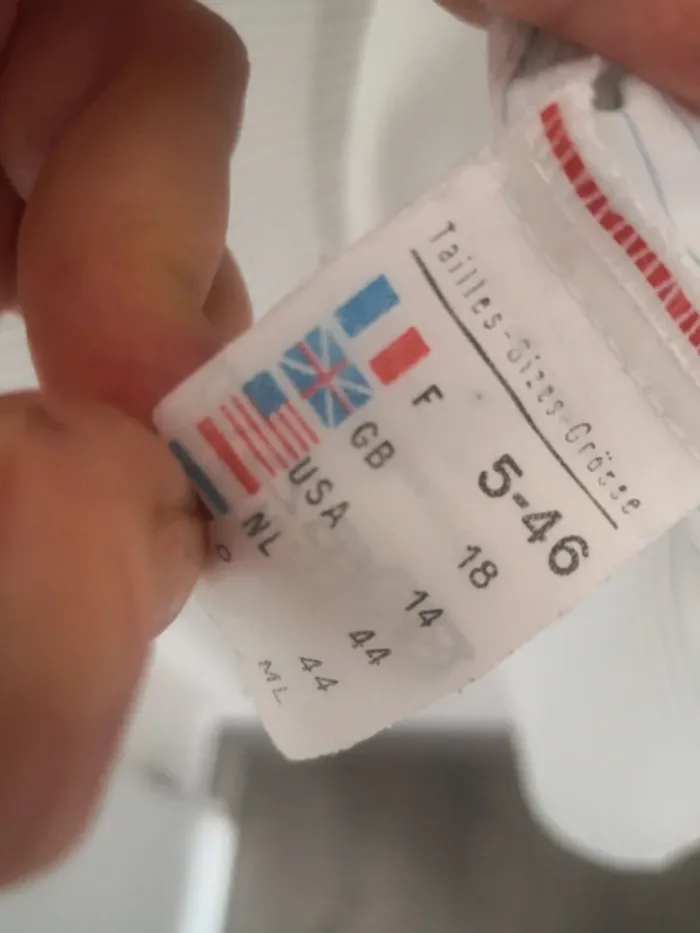 Tailles-Sizes-Grösse
F 5-46
GB 18
USA 14
NL 44
44
ML